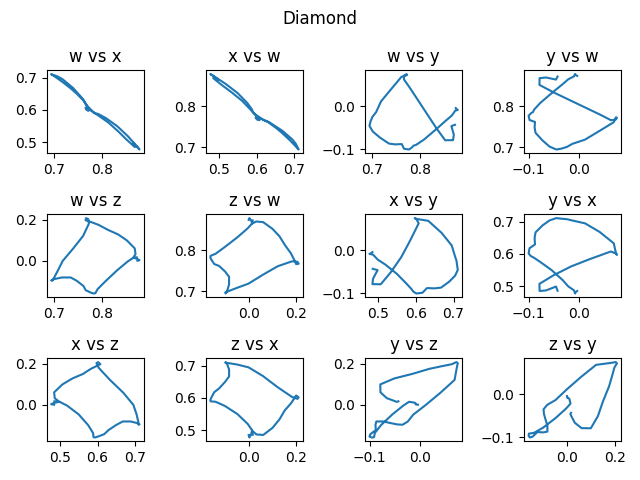 Diamond
w vs x
x vs w
w vs y
y vs w
0.7
0.6
0.5
0.7 0.8
0.8
0.7
0.5 0.6 0.7
0.0
−0.1
0.7 0.8
0.8
0.7
−0.1 0.0
w vs z
z vs w
x vs y
y vs x
0.2
0.0
0.7 0.8
0.8
0.7
0.0 0.2
0.0
−0.1
0.5 0.6 0.7
0.7
0.6
0.5
−0.1 0.0
x vs z
z vs x
y vs z
z vs y
0.2
0.0
0.5 0.6 0.7
0.7
0.6
0.5
0.0 0.2
0.2
0.0
−0.1 0.0
0.0
−0.1
0.0 0.2